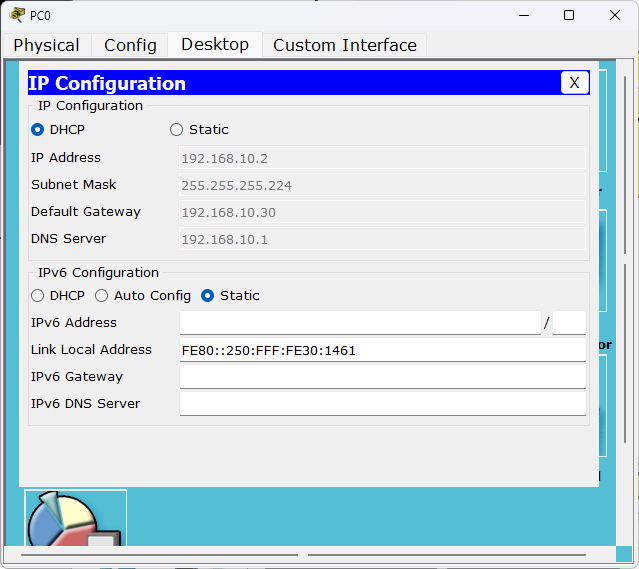 PC0
Physical Config Desktop Custom Interface
IP Configuration X
IP Configuration
DHCP Static
IP Address 192.168.10.2
Subnet Mask 255.255.255.224
Default Gateway 192.168.10.30
DNS Server 192.168.10.1
IPv6 Configuration
DHCP Auto Config Static
IPv6 Address /
Link Local Address FE80::250:FFF:FE30:1461
IPv6 Gateway
IPv6 DNS Server
or